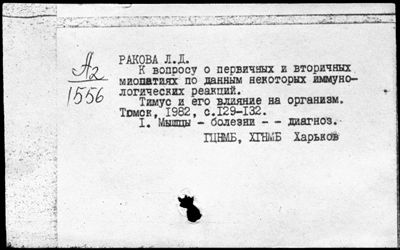 А2
1556
РАКОВА Л.Д.
К вопросу о первичных и вторичных
миопатиях по данным некоторых иммуно-
логических реакций.
Тимус и его влияние на организм.
Томск, 1982, с.129-132.
I. Мышцы - болезни - - диагноз.
ГЦНМБ, ХГНМБ Харьков